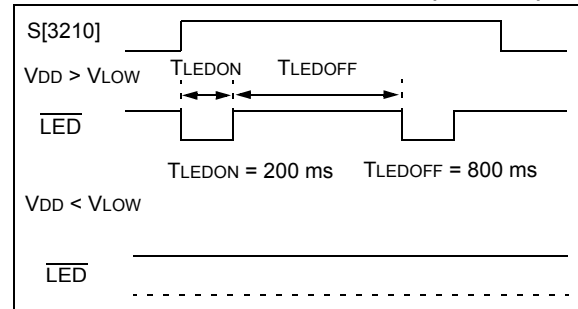 S[3210]
VDD > VLOW
TLEDON TLEDOFF
LED
TLEDON = 200 ms TLEDOFF = 800 ms
VDD < VLOW
LED